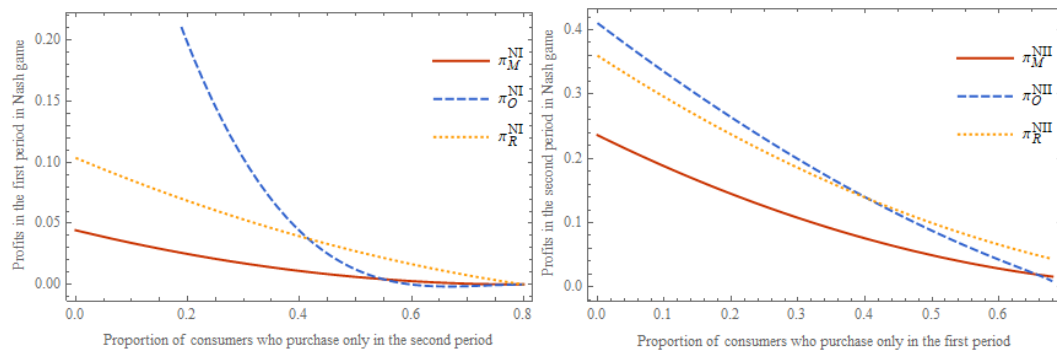 Profits in the first period in Nash game
0.20
0.15
0.10
0.05
0.00
0.0 0.2 0.4 0.6 0.8
Proportion of consumers who purchase only in the second period
π_M^NI
π_O^NI
π_R^NI
Profits in the second period in Nash game
0.4
0.3
0.2
0.1
0.0
0.0 0.1 0.2 0.3 0.4 0.5 0.6
Proportion of consumers who purchase only in the first period
π_M^NII
π_O^NII
π_R^NII